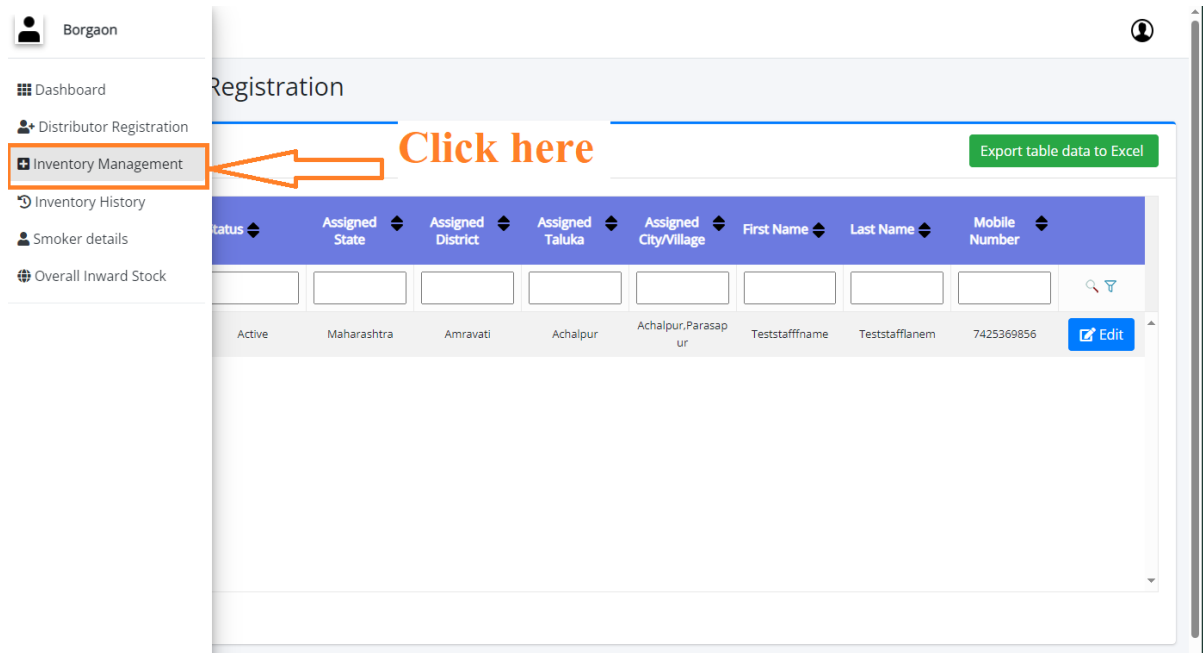 Borgaon
Dashboard
Distributor Registration
Inventory Management
Inventory History
Smoker details
Overall Inward Stock
Registration
Click here
Export table data to Excel
tatus
Assigned
State
Assigned
District
Assigned
Taluka
Assigned
City/Village
First Name
Last Name
Mobile
Number
Active
Maharashtra
Amravati
Achalpur
Achalpur,Parasap
ur
Teststafffname
Teststafflanem
7425369856
Edit